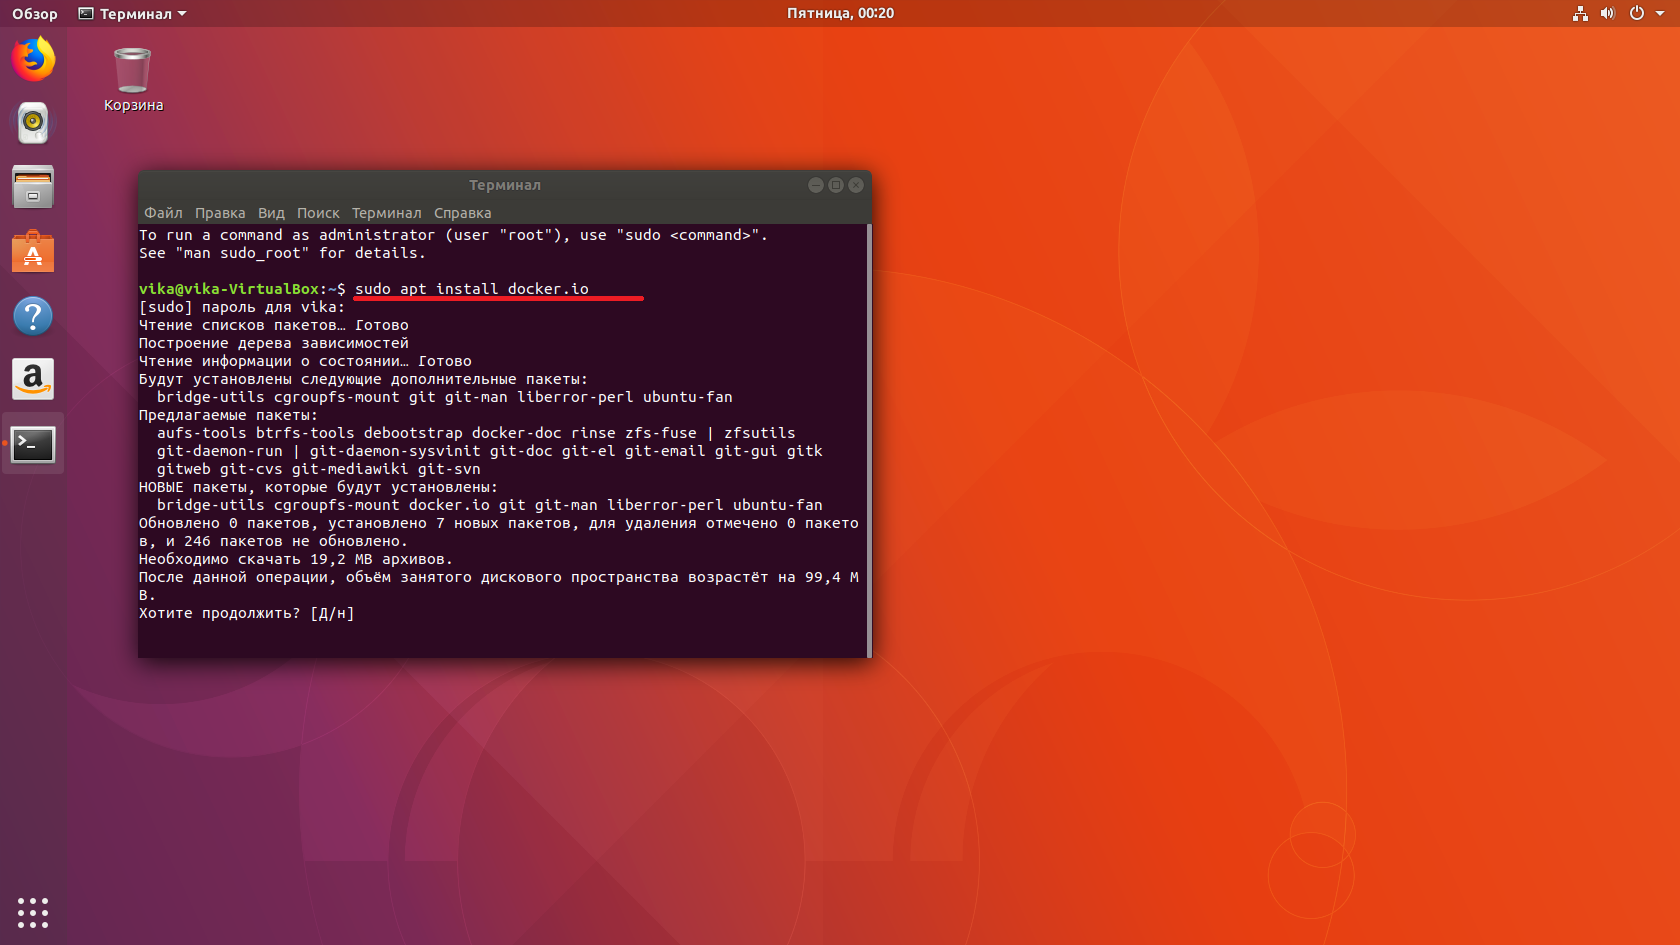 Обзор Терминал Пятница, 00:20
Корзина
Терминал
Файл Правка Вид Поиск Терминал Справка
To run a command as administrator (user "root"), use "sudo <command>".
See "man sudo_root" for details.
vika@vika-VirtualBox:~$ sudo apt install docker.io
[sudo] пароль для vika:
Чтение списков пакетов… Готово
Построение дерева зависимостей
Чтение информации о состоянии… Готово
Будут установлены следующие дополнительные пакеты:
bridge-utils cgroupfs-mount git git-man liberror-perl ubuntu-fan
Предлагаемые пакеты:
aufs-tools btrfs-tools debootstrap docker-doc rinse zfs-fuse | zfsutils
git-daemon-run | git-daemon-sysvinit git-doc git-el git-email git-gui gitk
gitweb git-cvs git-mediawiki git-svn
НОВЫЕ пакеты, которые будут установлены:
bridge-utils cgroupfs-mount docker.io git git-man liberror-perl ubuntu-fan
Обновлено 0 пакетов, установлено 7 новых пакетов, для удаления отмечено 0 пакето
в, и 246 пакетов не обновлено.
Необходимо скачать 19,2 MB архивов.
После данной операции, объём занятого дискового пространства возрастёт на 99,4 M
B.
Хотите продолжить? [Д/н]